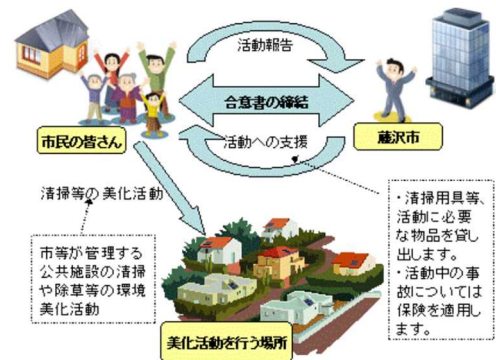 活動報告
合意書の締結
市民の皆さん
活動への支援
藤沢市
清掃等の美化活動
市等が管理する
公共施設の清掃
や除草等の環境
美化活動
・清掃用具等、
活動に必要
な物品を貸し
出します。
・活動中の事
故については
保険を適用し
ます。
美化活動を行う場所